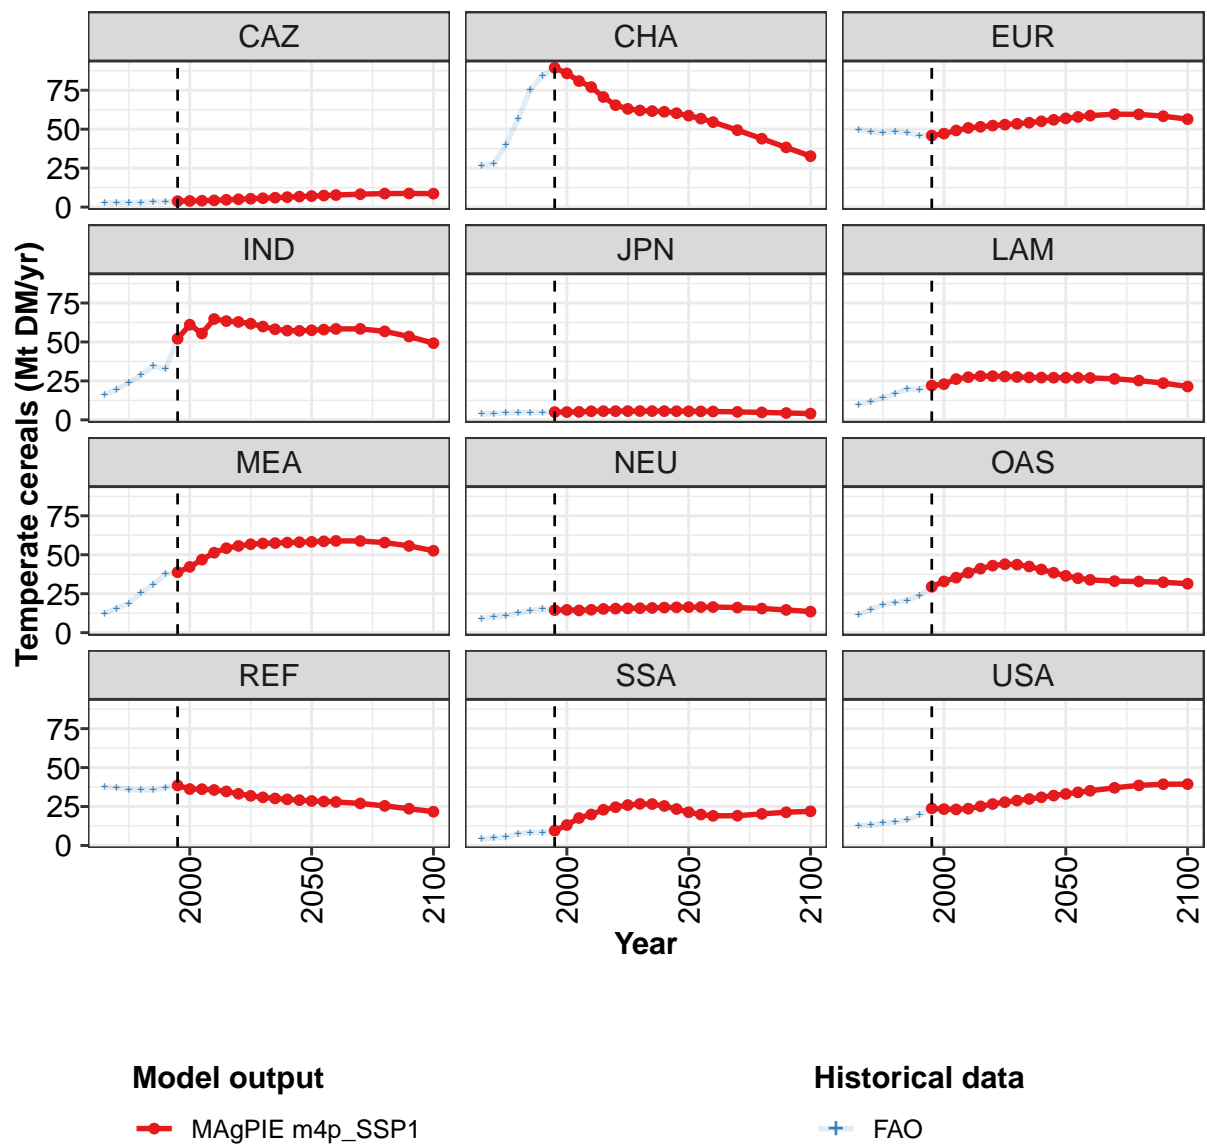 CAZ CHA EUR
75
50
25
0
IND JPN LAM
75
50
25
0
MEA NEU OAS
75
50
25
0
REF SSA USA
75
50
25
0
Temperate cereals (Mt DM/yr)
2000 2050 2100 2000 2050 2100 2000 2050 2100
Year
Model output Historical data
MAgPIE m4p_SSP1 FAO